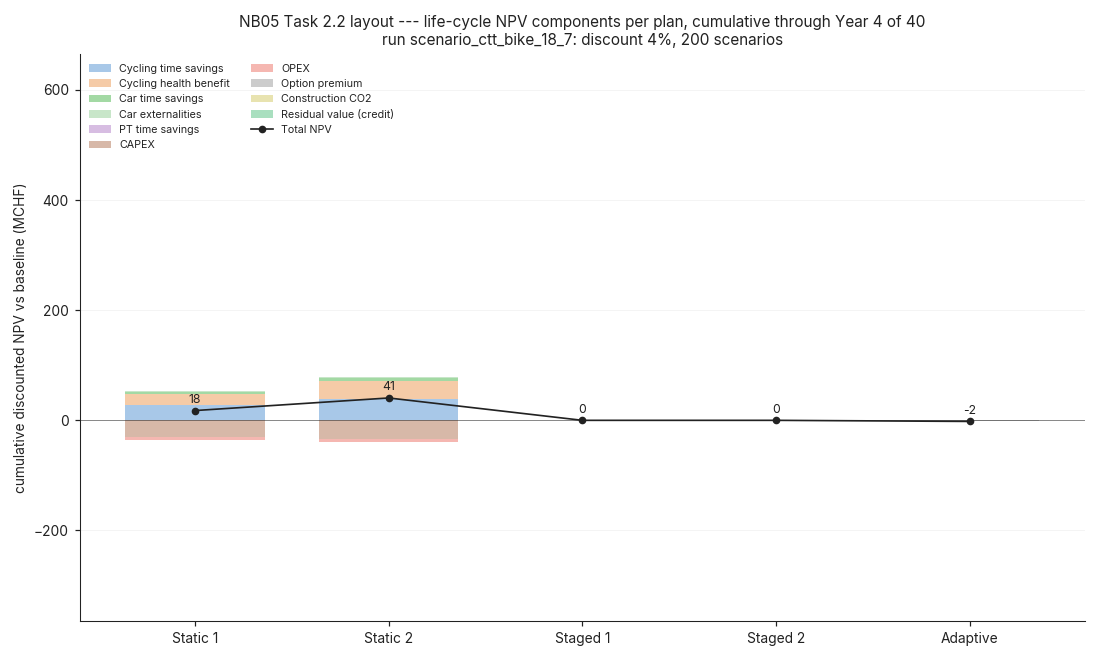 NB05 Task 2.2 layout --- life-cycle NPV components per plan, cumulative through Year 4 of 40
run scenario_ctt_bike_18_7: discount 4%, 200 scenarios
Cycling time savings
Cycling health benefit
Car time savings
Car externalities
PT time savings
CAPEX
OPEX
Option premium
Construction CO2
Residual value (credit)
Total NPV
cumulative discounted NPV vs baseline (MCHF)
600
400
200
0
−200
18
41
0
0
-2
Static 1
Static 2
Staged 1
Staged 2
Adaptive